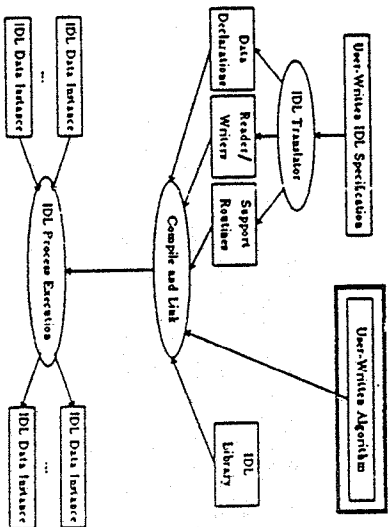 User-Written IDL Specification
User-Written Algorithm
IDL Translator
Data
Declarations
Reader/
Writers
Support
Routines
IDL
Library
Compile and Link
IDL Process Execution
IDL Data Instance
...
IDL Data Instance
IDL Data Instance
...
IDL Data Instance